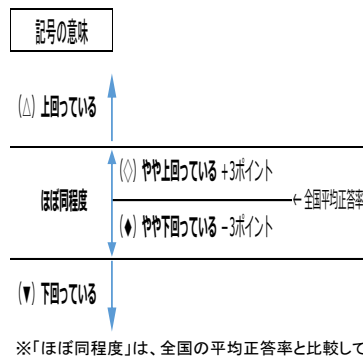 記号の意味
(△) 上回っている
(◇) やや上回っている +3ポイント
ほぼ同程度
←全国平均正答率
(♦) やや下回っている -3ポイント
(▼) 下回っている
※「ほぼ同程度」は、全国の平均正答率と比較して